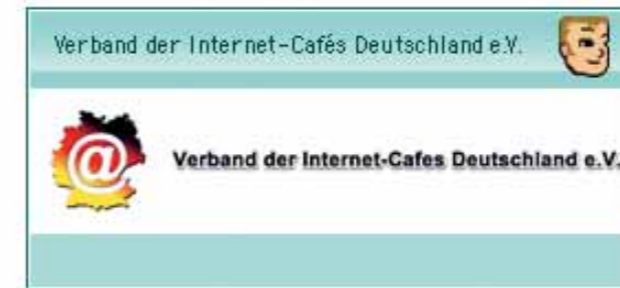 Verband der Internet-Cafés Deutschland e.V.
@
Verband der Internet-Cafes Deutschland e.V.